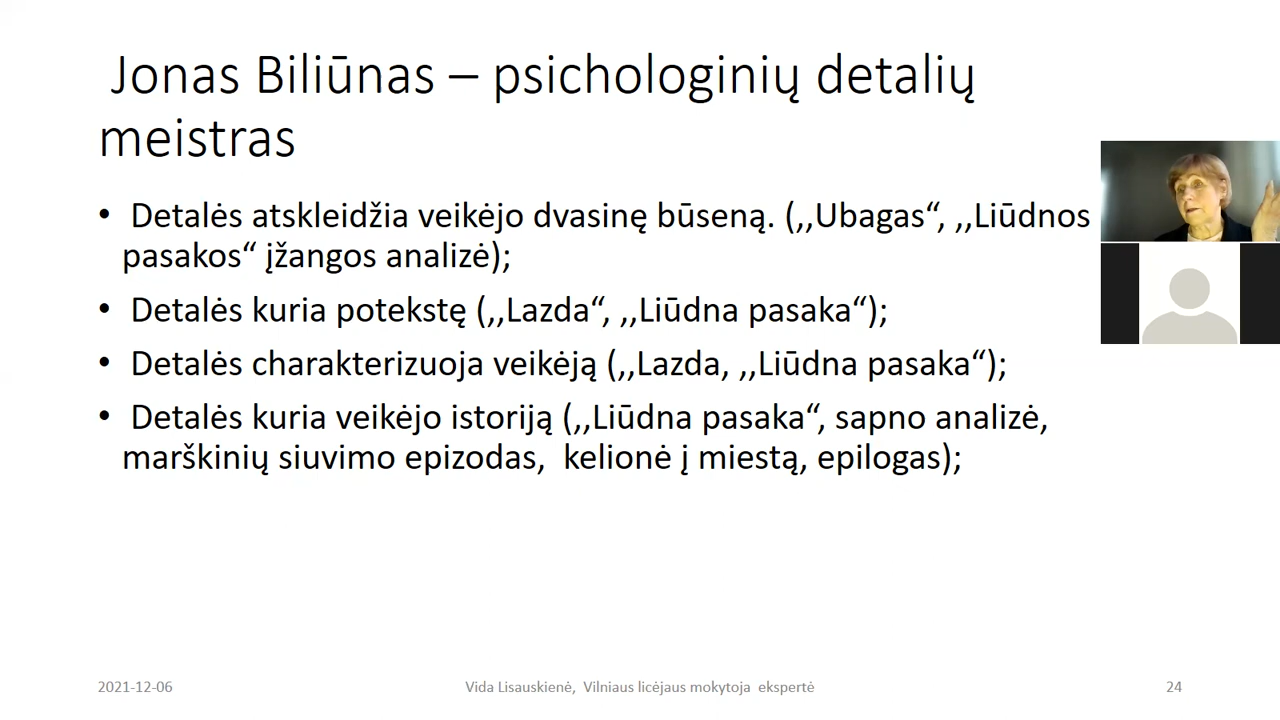 Jonas Biliūnas – psichologinių detalių
meistras
• Detalės atskleidžia veikėjo dvasinę būseną. (,,Ubagas“, ,,Liūdnos
pasakos“ įžangos analizė);
• Detalės kuria potekstę (,,Lazda“, ,,Liūdna pasaka“);
• Detalės charakterizuoja veikėją (,,Lazda, ,,Liūdna pasaka“);
• Detalės kuria veikėjo istoriją (,,Liūdna pasaka“, sapno analizė,
marškinių siuvimo epizodas, kelionė į miestą, epilogas);
2021-12-06
Vida Lisauskienė, Vilniaus licėjaus mokytoja ekspertė
24